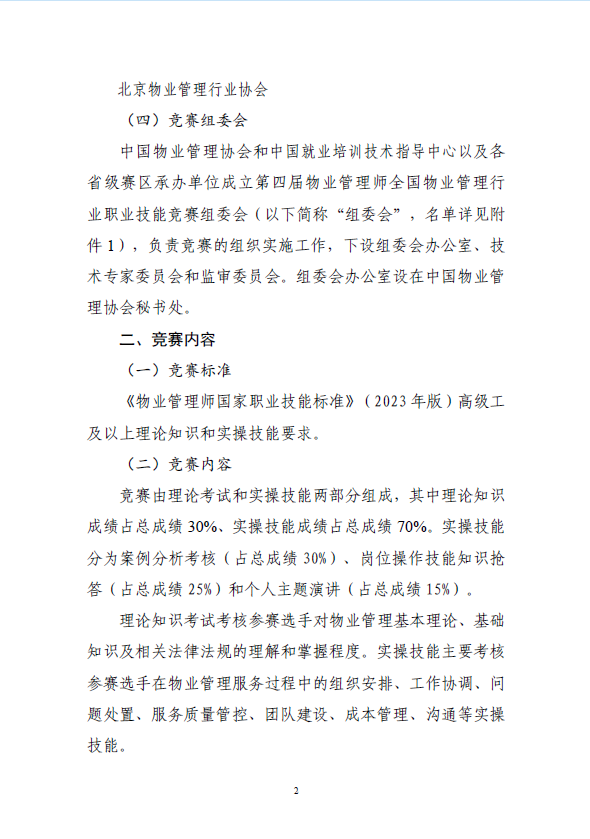 北京物业管理行业协会
（四）竞赛组委会
中国物业管理协会和中国就业培训技术指导中心以及各
省级赛区承办单位成立第四届物业管理师全国物业管理行
业职业技能竞赛组委会（以下简称“组委会”，名单详见附
件1），负责竞赛的组织实施工作，下设组委会办公室、技
术专家委员会和监审委员会。组委会办公室设在中国物业管
理协会秘书处。
二、竞赛内容
（一）竞赛标准
《物业管理师国家职业技能标准》（2023年版）高级工
及以上理论知识和实操技能要求。
（二）竞赛内容
竞赛由理论考试和实操技能两部分组成，其中理论知识
成绩占总成绩30%、实操技能成绩占总成绩70%。实操技能
分为案例分析考核（占总成绩30%）、岗位操作技能知识抢
答（占总成绩25%）和个人主题演讲（占总成绩15%）。
理论知识考试考核参赛选手对物业管理基本理论、基础
知识及相关法律法规的理解和掌握程度。实操技能主要考核
参赛选手在物业管理服务过程中的组织安排、工作协调、问
题处置、服务质量管控、团队建设、成本管理、沟通等实操
技能。
2